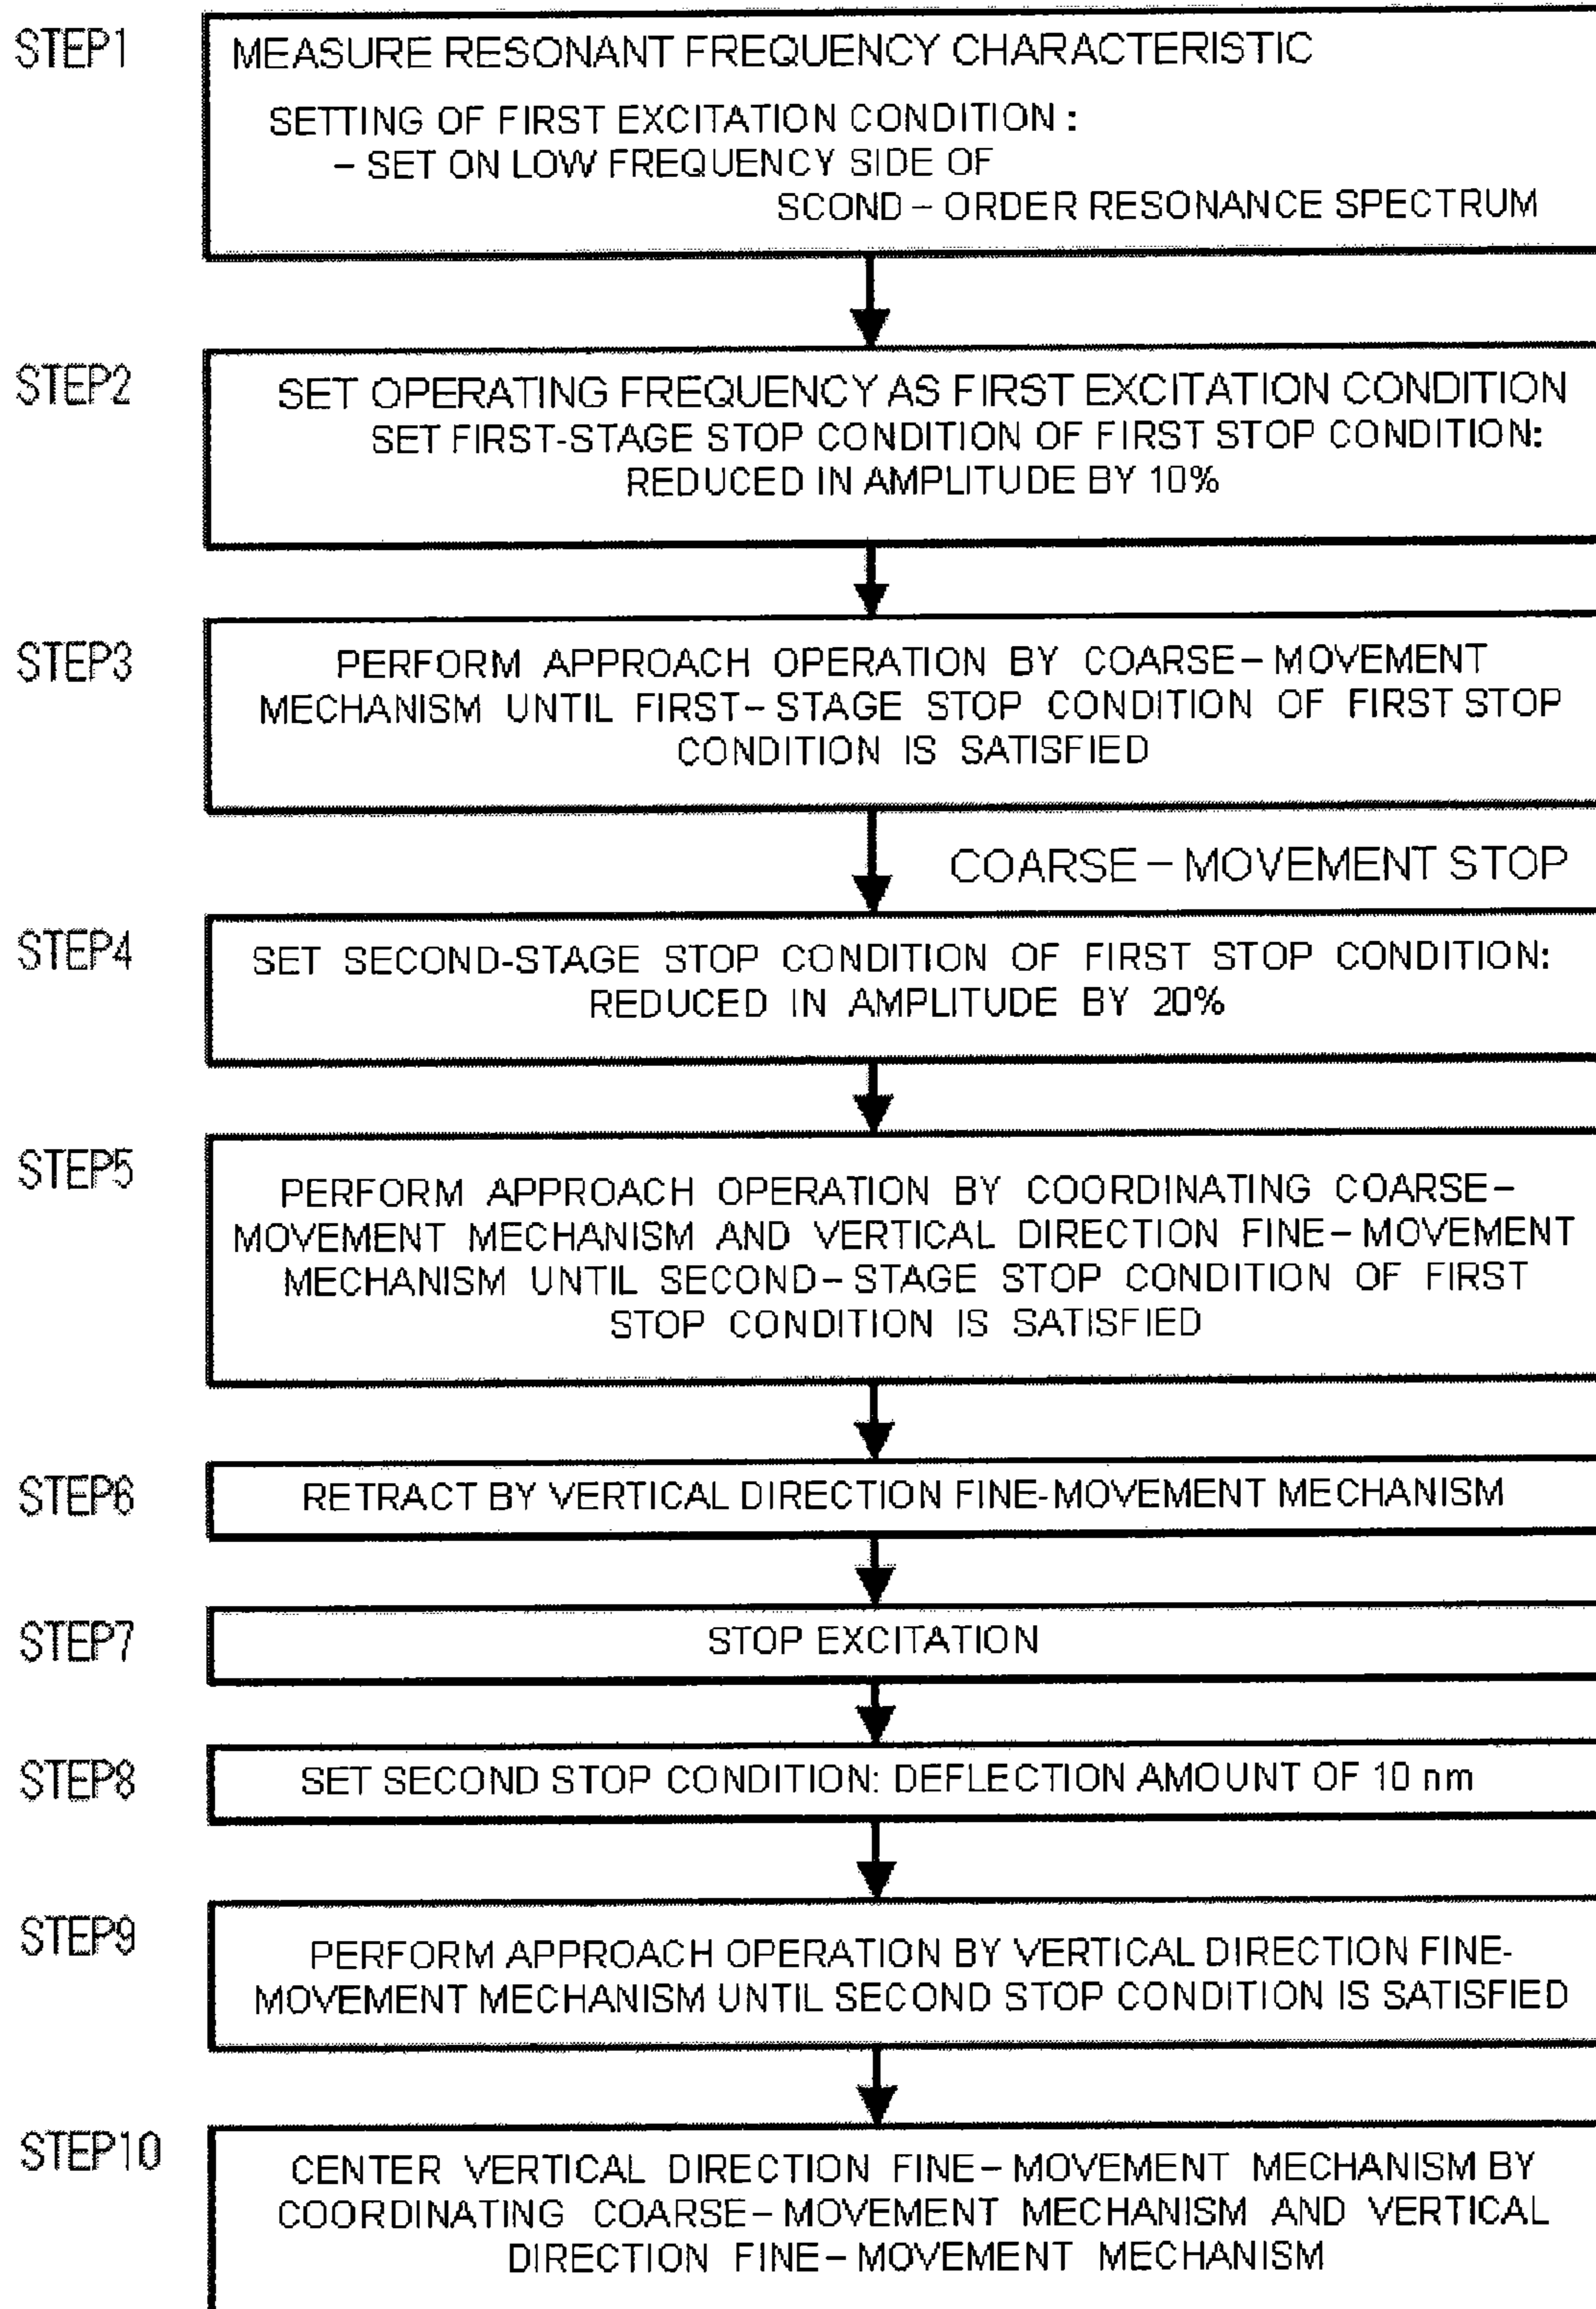 STEP1
MEASURE RESONANT FREQUENCY CHARACTERISTIC
SETTING OF FIRST EXCITATION CONDITION :
– SET ON LOW FREQUENCY SIDE OF
SCOND – ORDER RESONANCE SPECTRUM
STEP2
SET OPERATING FREQUENCY AS FIRST EXCITATION CONDITION
SET FIRST-STAGE STOP CONDITION OF FIRST STOP CONDITION:
REDUCED IN AMPLITUDE BY 10%
STEP3
PERFORM APPROACH OPERATION BY COARSE – MOVEMENT
MECHANISM UNTIL FIRST – STAGE STOP CONDITION OF FIRST STOP
CONDITION IS SATISFIED
COARSE – MOVEMENT STOP
STEP4
SET SECOND-STAGE STOP CONDITION OF FIRST STOP CONDITION:
REDUCED IN AMPLITUDE BY 20%
STEP5
PERFORM APPROACH OPERATION BY COORDINATING COARSE –
MOVEMENT MECHANISM AND VERTICAL DIRECTION FINE – MOVEMENT
MECHANISM UNTIL SECOND – STAGE STOP CONDITION OF FIRST
STOP CONDITION IS SATISFIED
STEP6
RETRACT BY VERTICAL DIRECTION FINE-MOVEMENT MECHANISM
STEP7
STOP EXCITATION
STEP8
SET SECOND STOP CONDITION: DEFLECTION AMOUNT OF 10 nm
STEP9
PERFORM APPROACH OPERATION BY VERTICAL DIRECTION FINE-
MOVEMENT MECHANISM UNTIL SECOND STOP CONDITION IS SATISFIED
STEP10
CENTER VERTICAL DIRECTION FINE – MOVEMENT MECHANISM BY
COORDINATING COARSE – MOVEMENT MECHANISM AND VERTICAL
DIRECTION FINE – MOVEMENT MECHANISM